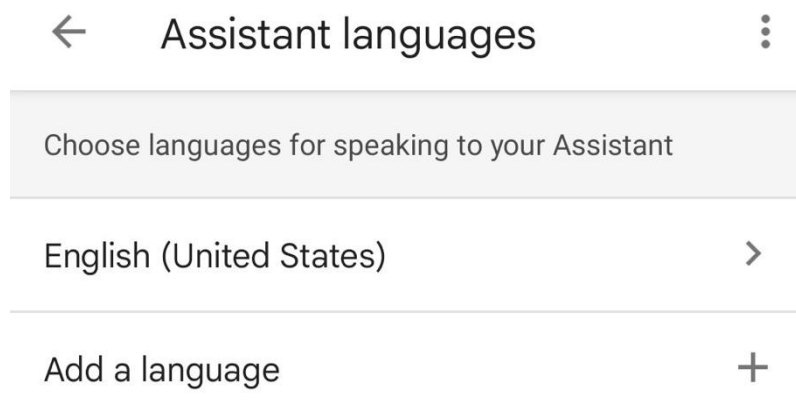 Assistant languages
Choose languages for speaking to your Assistant
English (United States)
Add a language